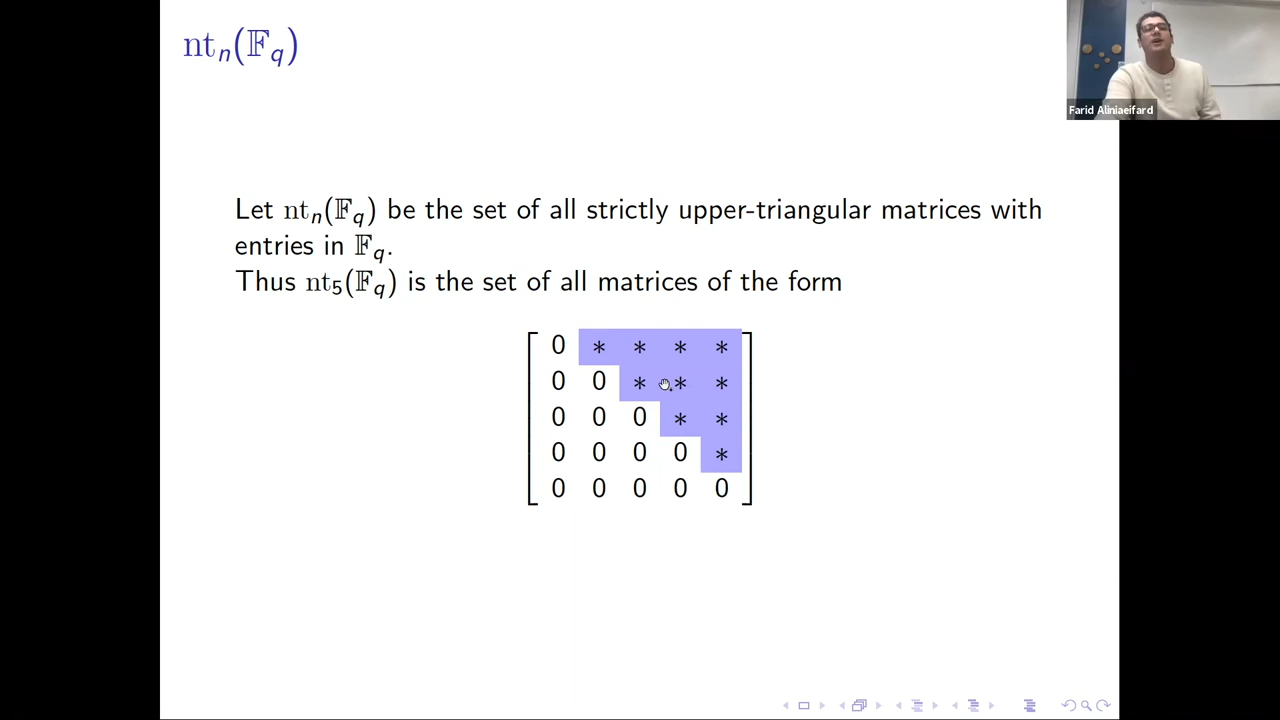 nt_n(𝔽_q)
Farid Aliniaeifard
Let nt_n(𝔽_q) be the set of all strictly upper-triangular matrices with
entries in 𝔽_q.
Thus nt_5(𝔽_q) is the set of all matrices of the form
0 * * * *
0 0 * * *
0 0 0 * *
0 0 0 0 *
0 0 0 0 0